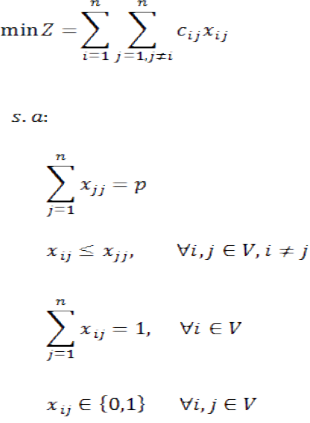 min Z = ∑_{i=1}^{n} ∑_{j=1,j≠i}^{n} c_{ij}x_{ij}
s. a:
∑_{j=1}^{n} x_{jj} = p
x_{ij} ≤ x_{jj}, ∀i, j ∈ V, i ≠ j
∑_{j=1}^{n} x_{ij} = 1, ∀i ∈ V
x_{ij} ∈ {0,1} ∀i, j ∈ V